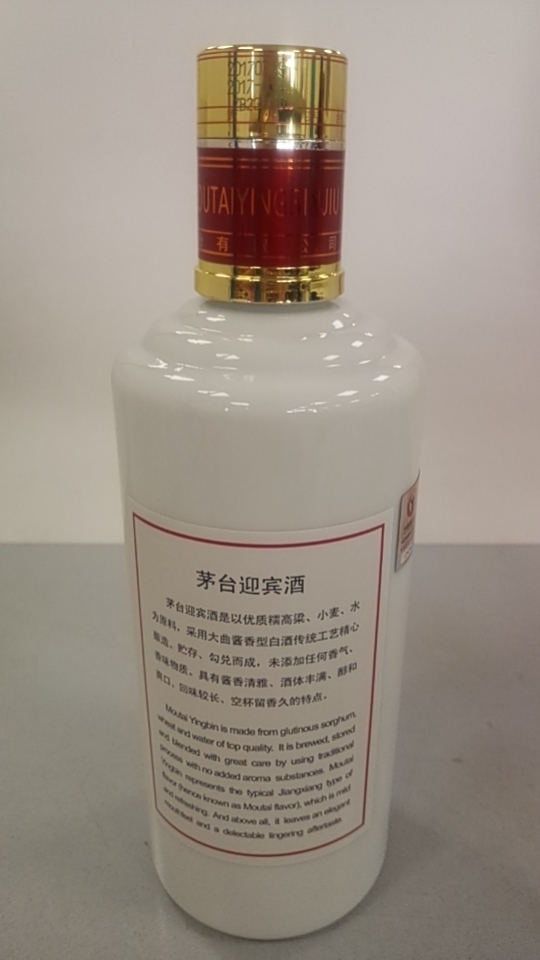 2017
2017
OUTAIYINGBINJIU
有限公司
茅台迎宾酒
茅台迎宾酒是以优质糯高粱、小麦、水
为原料，采用大曲酱香型白酒传统工艺精心
酿造、贮存、勾兑而成，未添加任何香气、
香味物质。具有酱香清雅、酒体丰满、醇和
爽口、回味较长、空杯留香久的特点。
Moutai Yingbin is made from glutinous sorghum,
wheat and water of top quality. It is brewed, stored
and blended with great care by using traditional
process with no added aroma substances. Moutai
Yingbin represents the typical Jiangxiang type of
flavor (hence known as Moutai flavor), which is mild
and refreshing. And above all, it leaves an elegant
mouthfeel and a delectable lingering aftertaste.